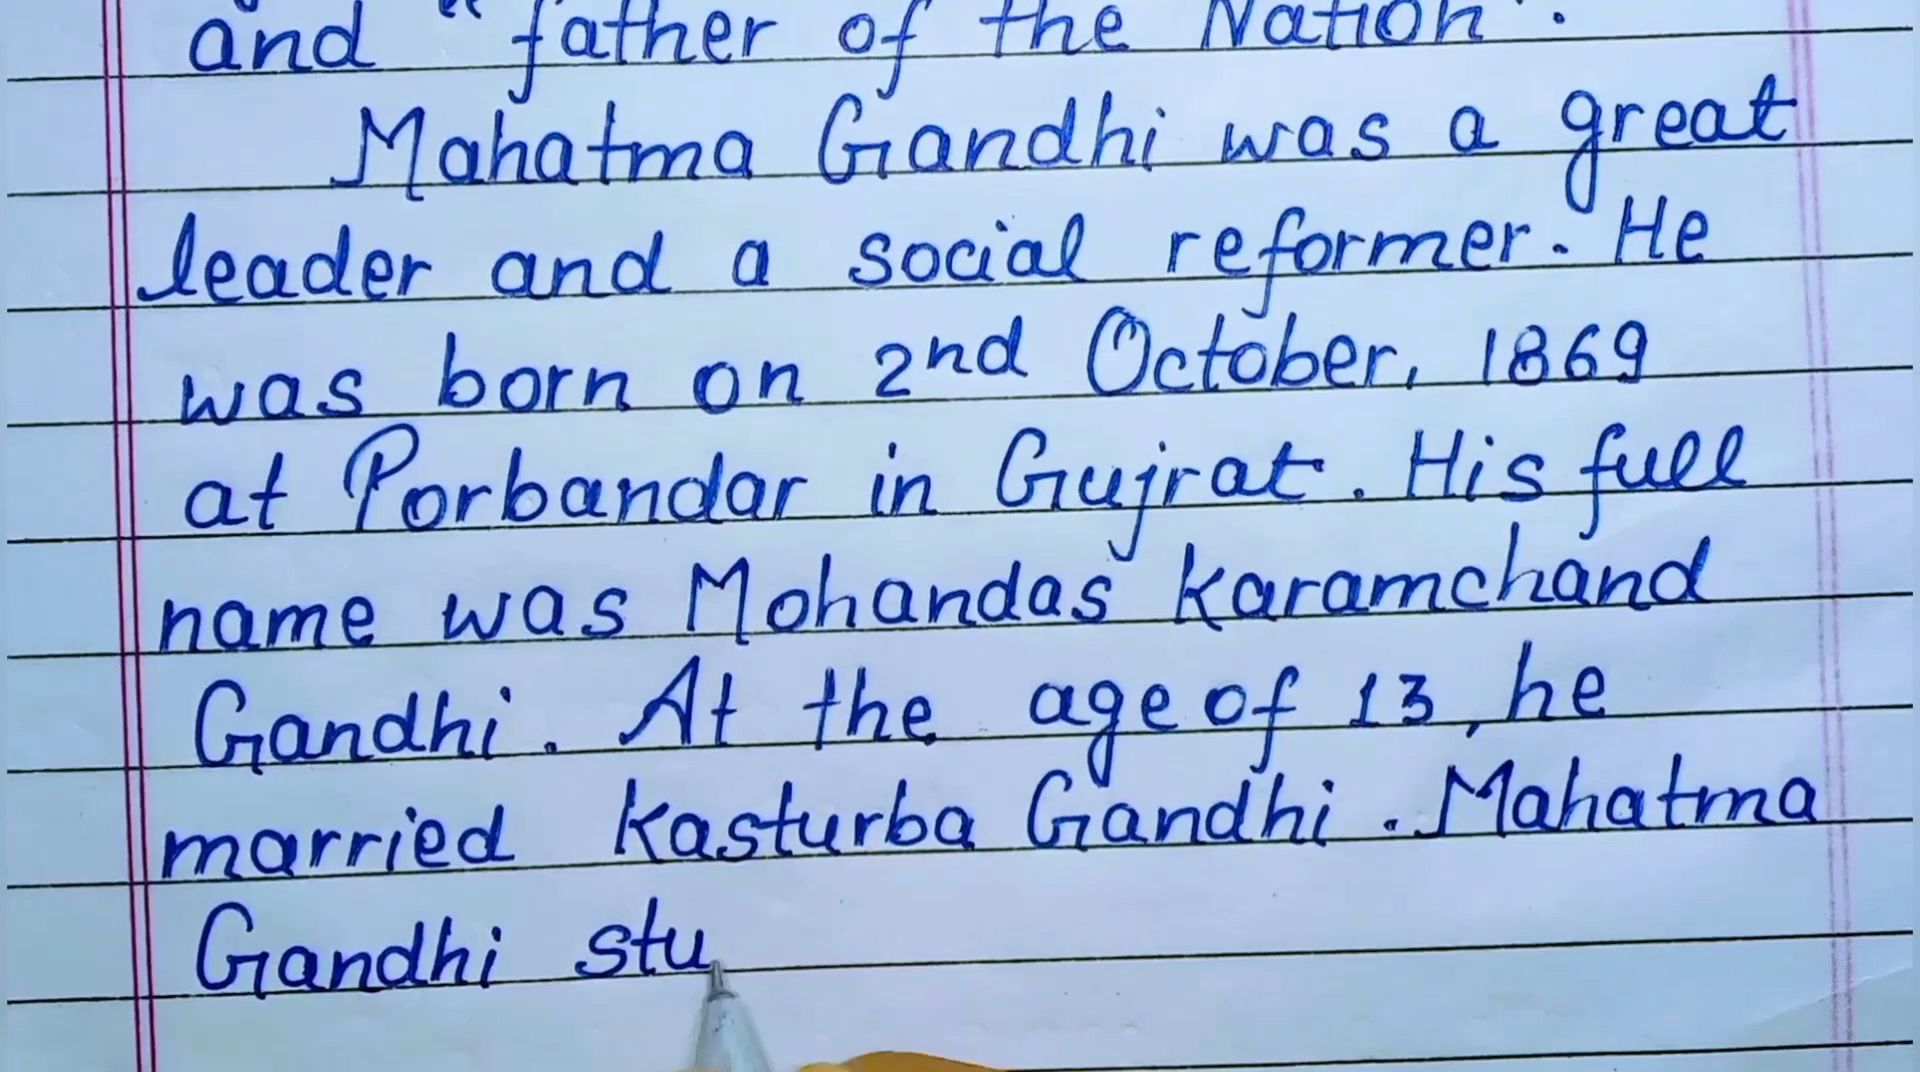 and "father of the Nation".
Mahatma Gandhi was a great
leader and a social reformer. He
was born on 2nd October, 1869
at Porbandar in Gujrat. His full
name was Mohandas Karamchand
Gandhi. At the age of 13, he
married Kasturba Gandhi. Mahatma
Gandhi stu